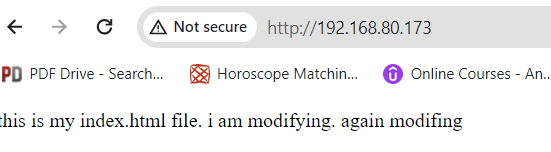 Not secure http://192.168.80.173
PDF Drive - Search... Horoscope Matchin... Online Courses - An..
this is my index.html file. i am modifying. again modifing